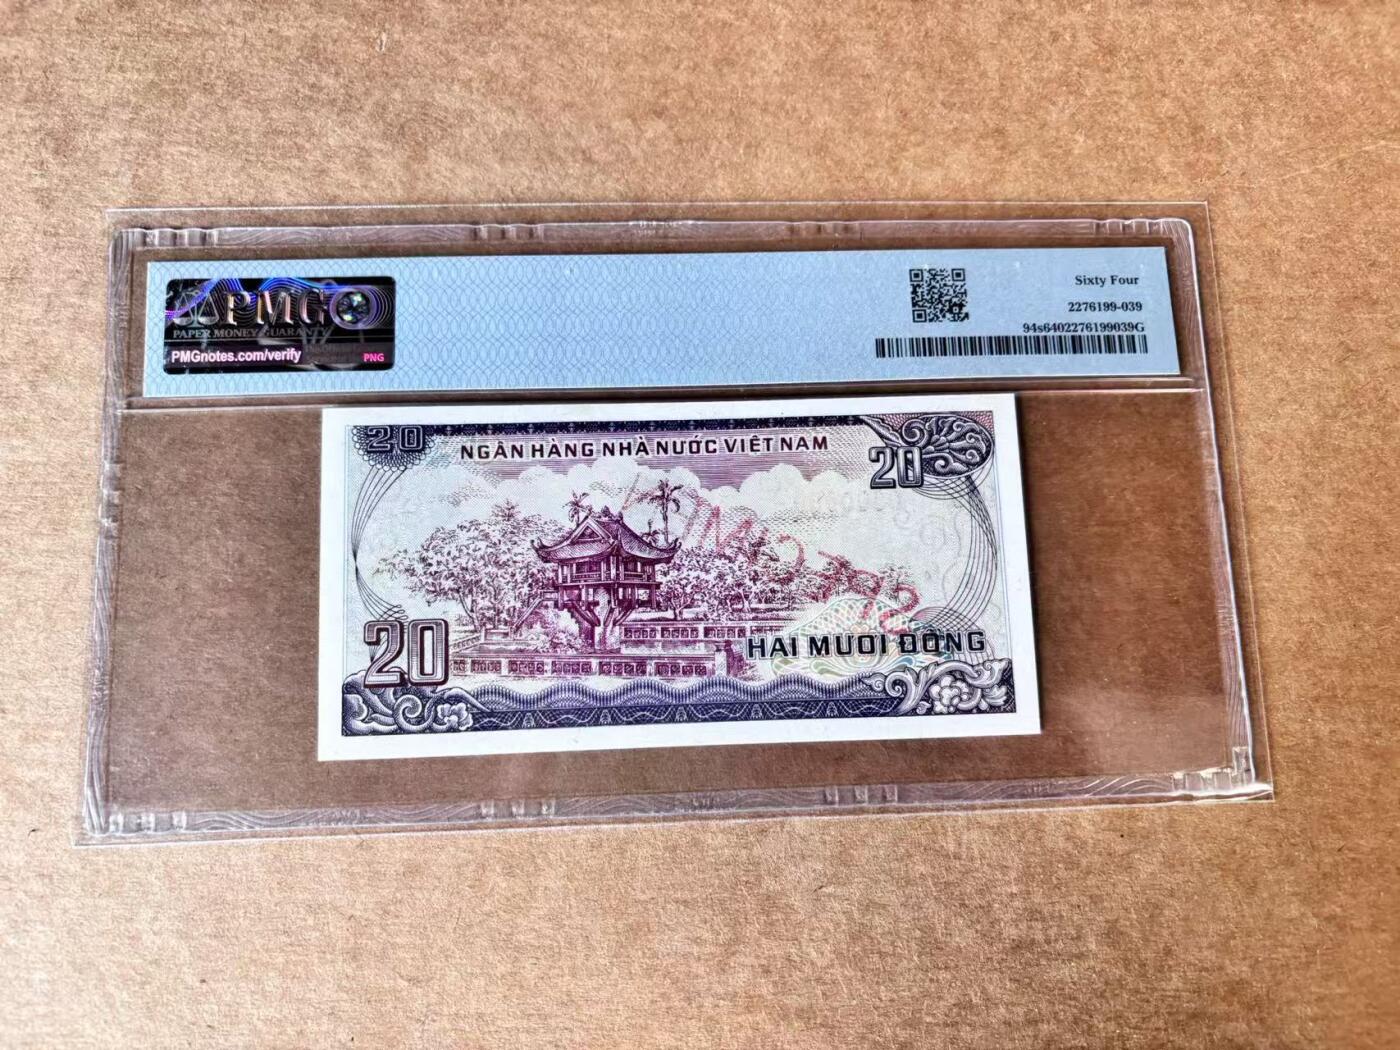 PMG
PAPER MONEY GUARANTY
PMGnotes.com/verify
PNG
Sixty Four
2276199-039
94s6402276199039G
20
NGÂN HÀNG NHÀ NƯỚC VIỆT NAM
20
SPECIMEN
20
HAI MƯƠI ĐỒNG